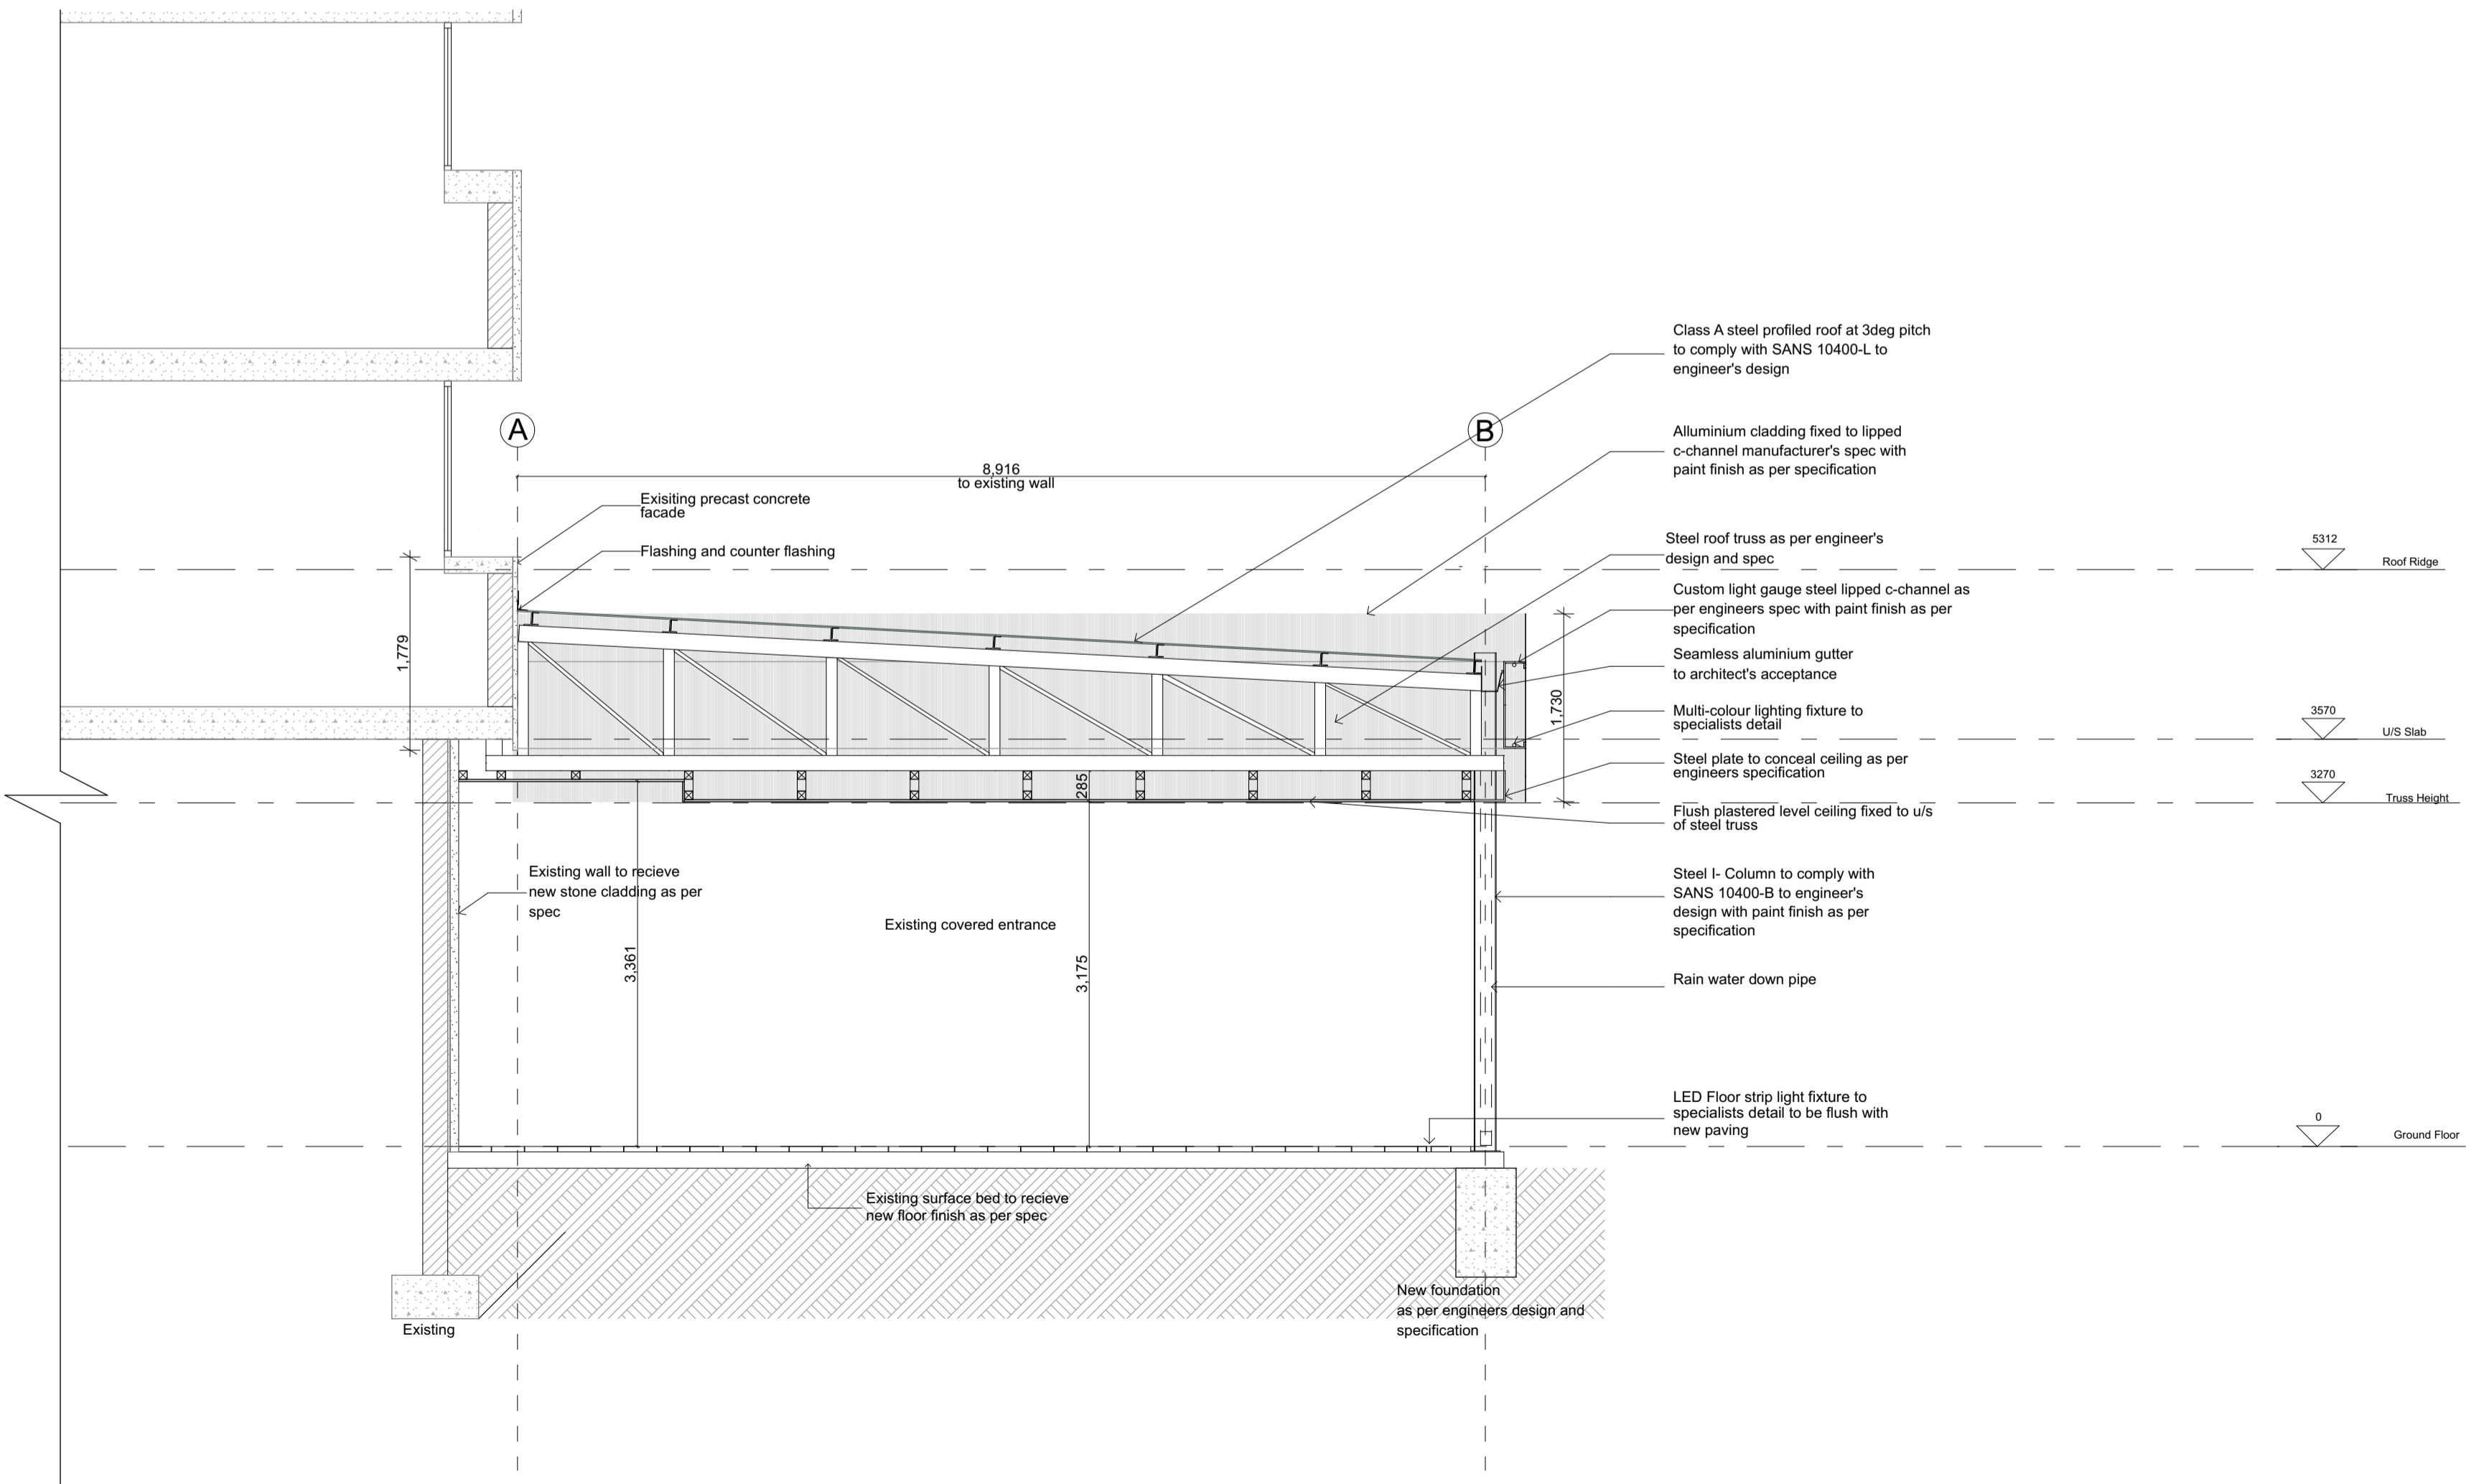 Class A steel profiled roof at 3deg pitch
to comply with SANS 10400-L to
engineer's design
A
B
Alluminium cladding fixed to lipped
c-channel manufacturer's spec with
paint finish as per specification
8,916
to existing wall
Exisiting precast concrete
facade
Flashing and counter flashing
Steel roof truss as per engineer's
design and spec
5312
Roof Ridge
Custom light gauge steel lipped c-channel as
per engineers spec with paint finish as per
specification
1,779
Seamless aluminium gutter
to architect's acceptance
1,730
Multi-colour lighting fixture to
specialists detail
3570
U/S Slab
Steel plate to conceal ceiling as per
engineers specification
285
3270
Truss Height
Flush plastered level ceiling fixed to u/s
of steel truss
Existing wall to recieve
new stone cladding as per
spec
Steel I- Column to comply with
SANS 10400-B to engineer's
design with paint finish as per
specification
Existing covered entrance
3,361
3,175
Rain water down pipe
LED Floor strip light fixture to
specialists detail to be flush with
new paving
0
Ground Floor
Existing surface bed to recieve
new floor finish as per spec
New foundation
as per engineers design and
specification
Existing